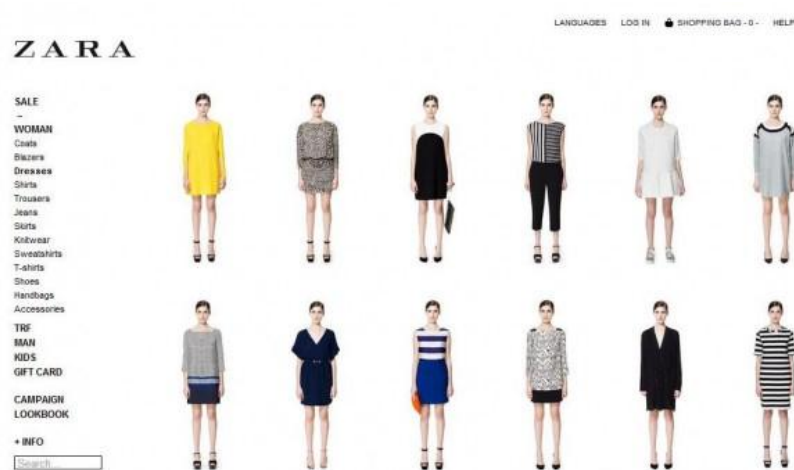 LANGUAGES LOG IN SHOPPING BAG - 0 - HELP
ZARA
SALE
–
WOMAN
Coats
Blazers
Dresses
Shirts
Trousers
Jeans
Skirts
Knitwear
Sweatshirts
T-shirts
Shoes
Handbags
Accessories
TRF
MAN
KIDS
GIFT CARD
CAMPAIGN
LOOKBOOK
+ INFO
Search...